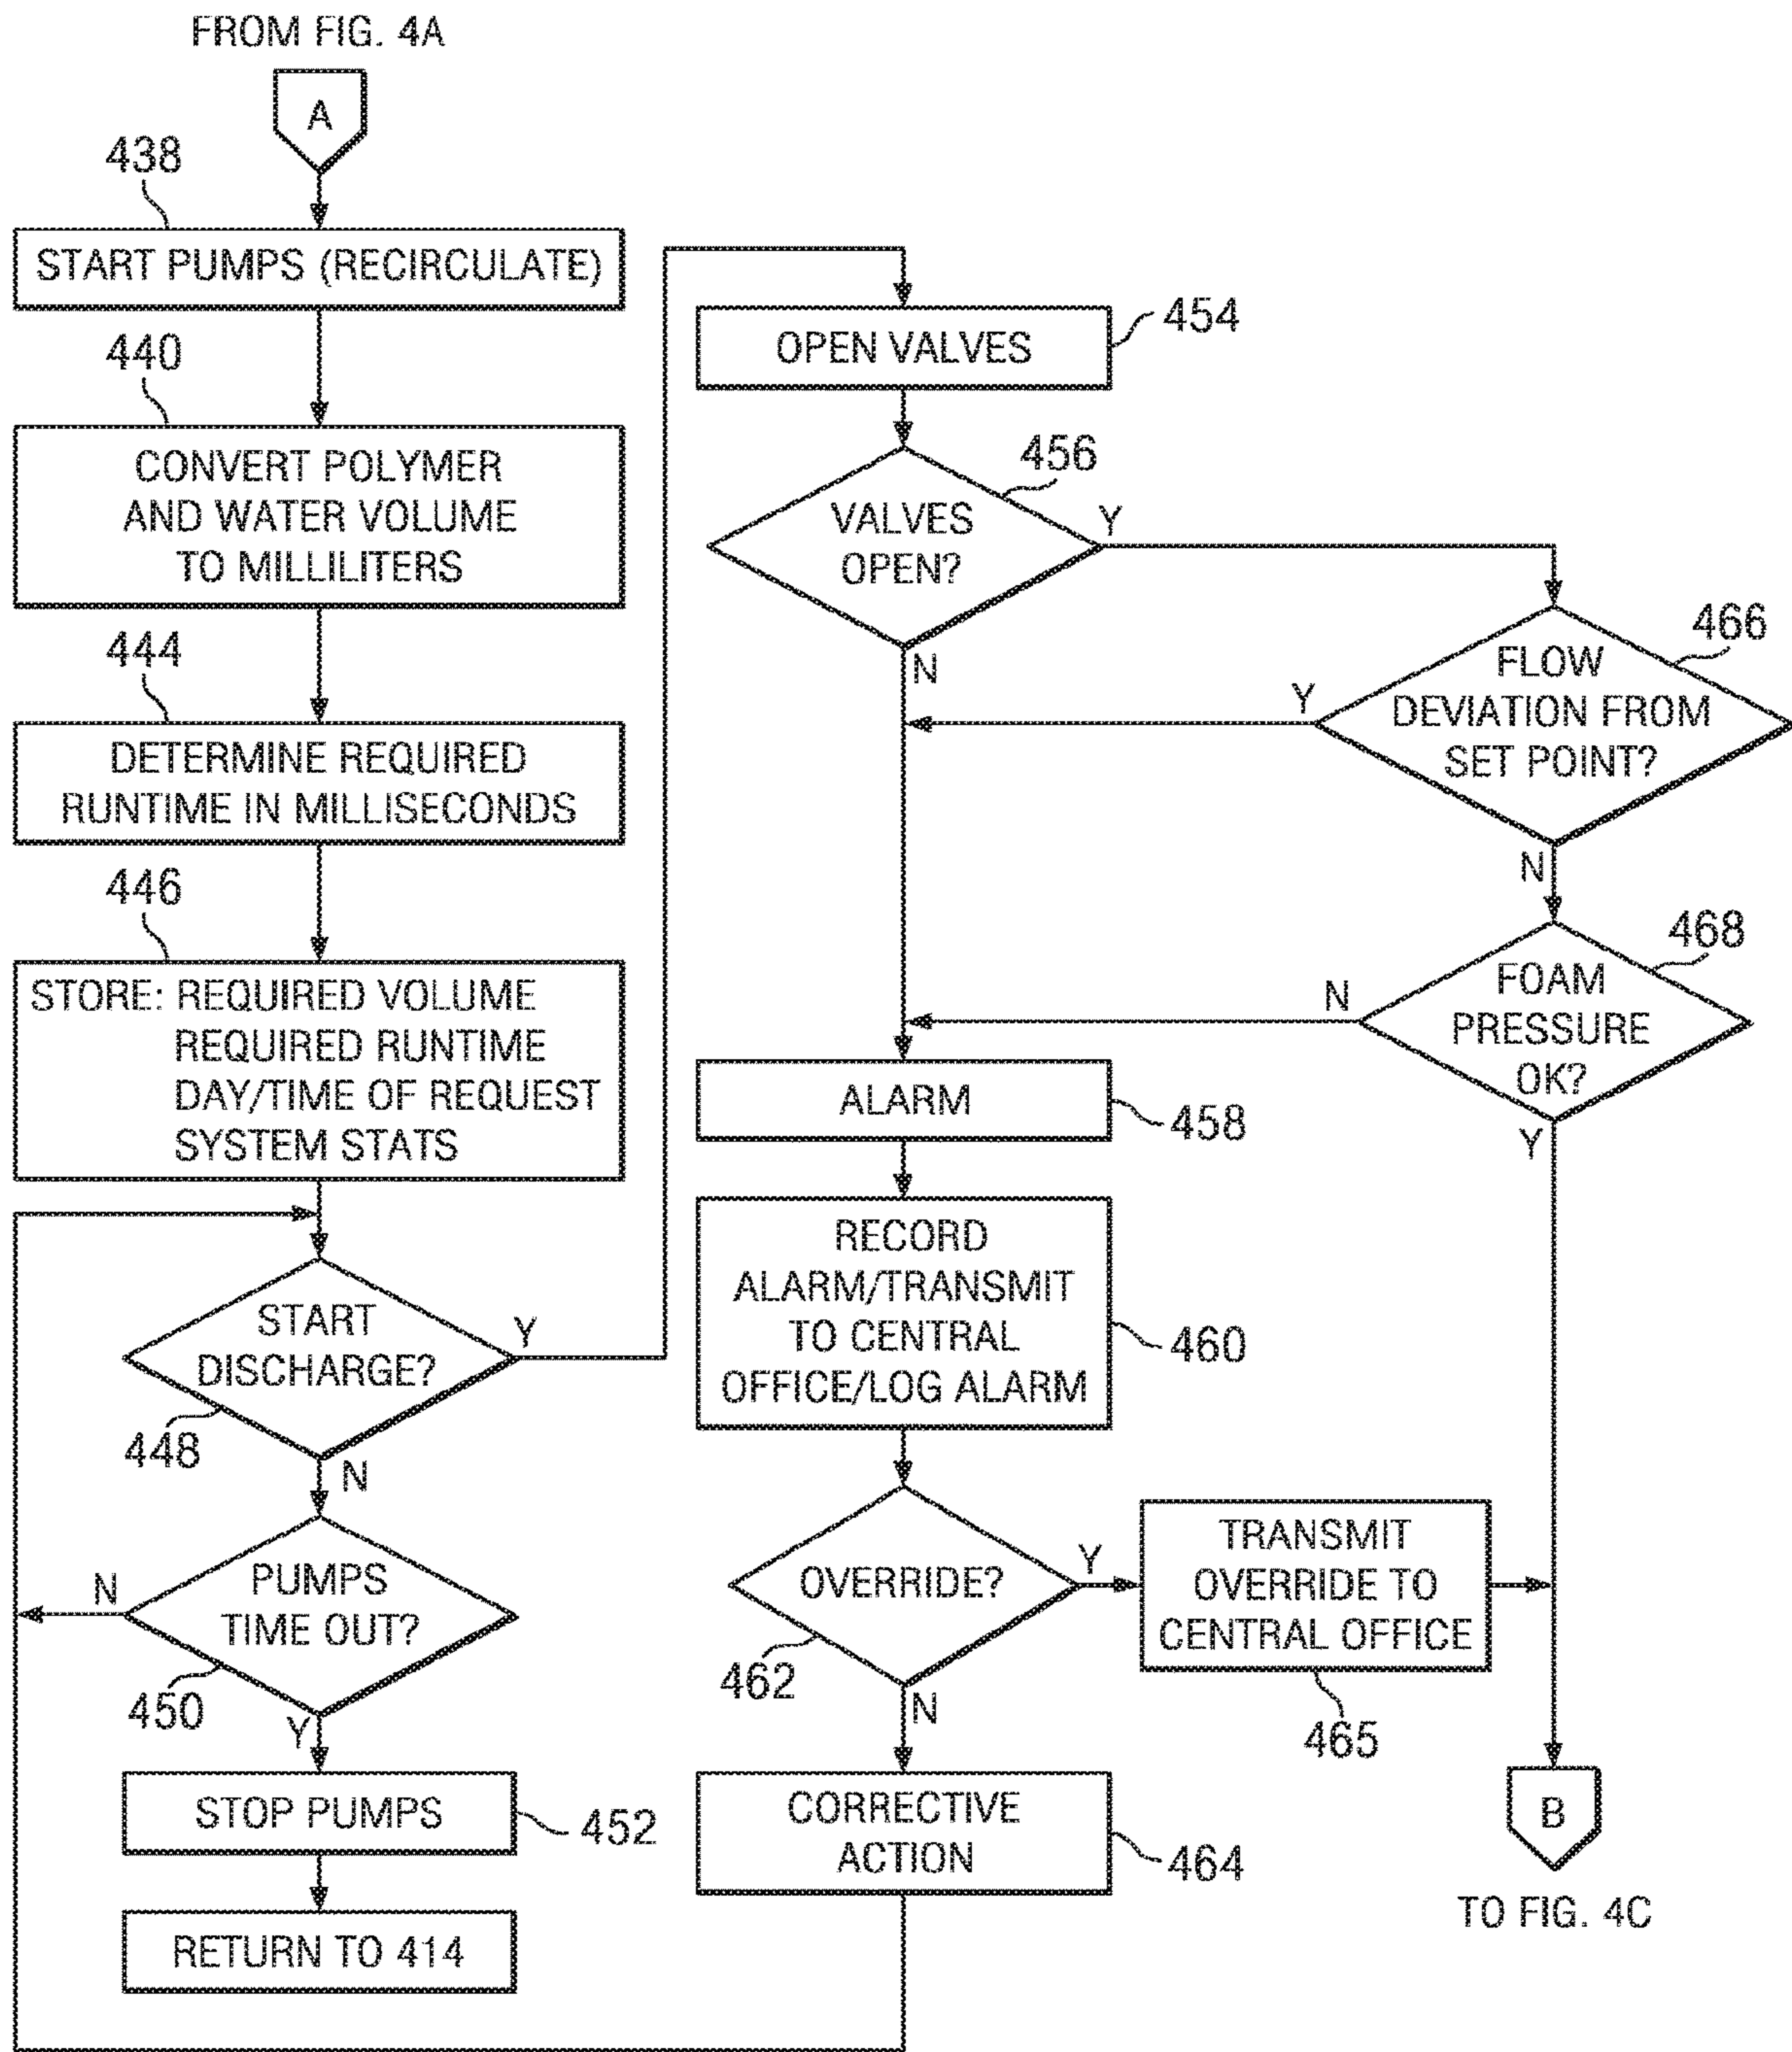 FROM FIG. 4A
A
438
START PUMPS (RECIRCULATE)
440
CONVERT POLYMER
AND WATER VOLUME
TO MILLILITERS
444
DETERMINE REQUIRED
RUNTIME IN MILLISECONDS
446
STORE: REQUIRED VOLUME
REQUIRED RUNTIME
DAY/TIME OF REQUEST
SYSTEM STATS
START
DISCHARGE?
Y
448
N
PUMPS
TIME OUT?
N
450
Y
STOP PUMPS
452
RETURN TO 414
OPEN VALVES
454
456
VALVES
OPEN?
Y
N
466
FLOW
DEVIATION FROM
SET POINT?
Y
N
468
FOAM
PRESSURE
OK?
N
Y
ALARM
458
RECORD
ALARM/TRANSMIT
TO CENTRAL
OFFICE/LOG ALARM
460
OVERRIDE?
Y
462
N
TRANSMIT
OVERRIDE TO
CENTRAL OFFICE
465
CORRECTIVE
ACTION
464
B
TO FIG. 4C